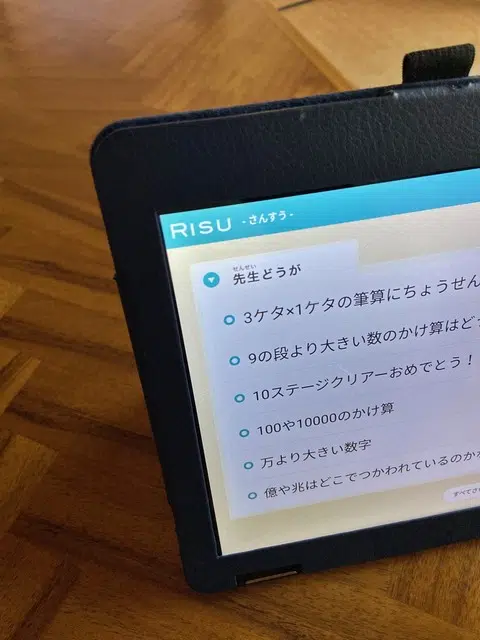 RISU -さんすう-
せんせい
先生どうが
3ケタ×1ケタの筆算にちょうせん
9の段より大きい数のかけ算はど
10ステージクリアーおめでとう！
100や10000のかけ算
万より大きい数字
億や兆はどこでつかわれているのか
すべて